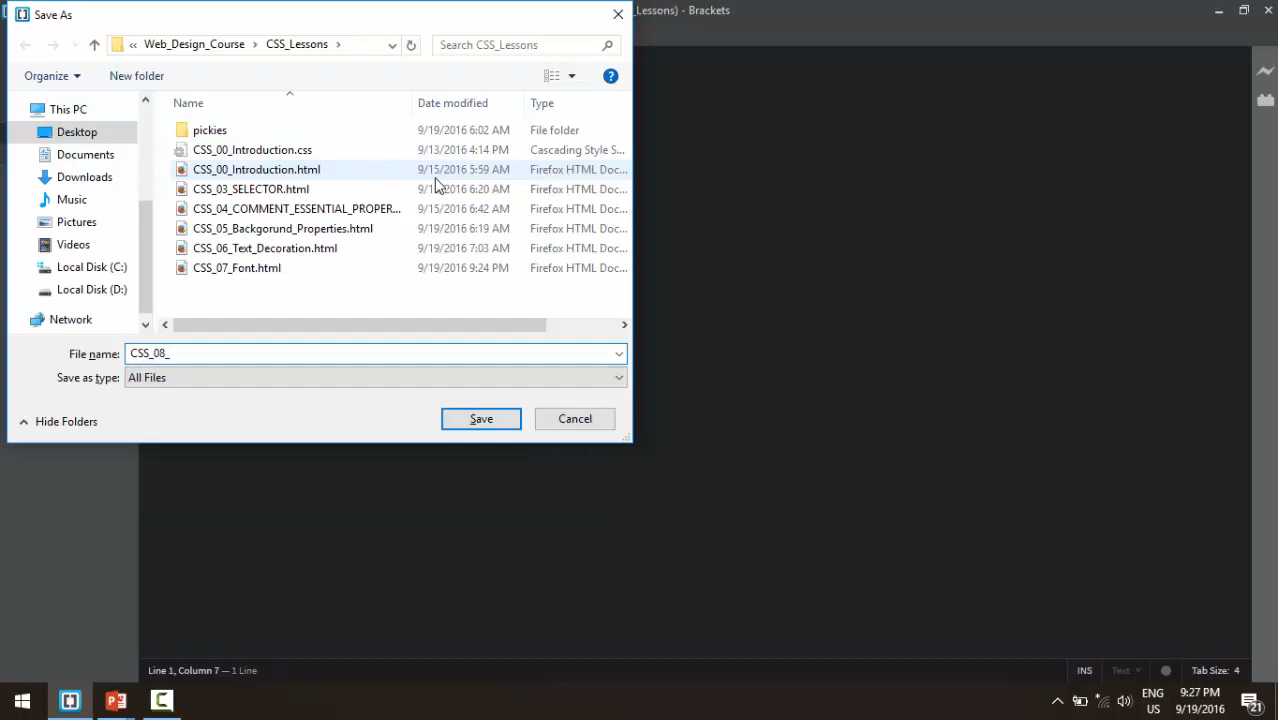 Save As
_Lessons) - Brackets
« Web_Design_Course > CSS_Lessons >
Search CSS_Lessons
Organize
New folder
Name
Date modified
Type
This PC
Desktop
Documents
Downloads
Music
Pictures
Videos
Local Disk (C:)
Local Disk (D:)
Network
pickies 9/19/2016 6:02 AM File folder
CSS_00_Introduction.css 9/13/2016 4:14 PM Cascading Style S...
CSS_00_Introduction.html 9/15/2016 5:59 AM Firefox HTML Doc...
CSS_03_SELECTOR.html 6:20 AM Firefox HTML Doc...
CSS_04_COMMENT_ESSENTIAL_PROPER... 9/15/2016 6:42 AM Firefox HTML Doc...
CSS_05_Backgorund_Properties.html 9/19/2016 6:19 AM Firefox HTML Doc...
CSS_06_Text_Decoration.html 9/19/2016 7:03 AM Firefox HTML Doc...
CSS_07_Font.html 9/19/2016 9:24 PM Firefox HTML Doc...
File name: CSS_08_
Save as type: All Files
Hide Folders
Save
Cancel
Line 1, Column 7 — 1 Line
INS
Text
Tab Size: 4
ENG
US
9:27 PM
9/19/2016
21